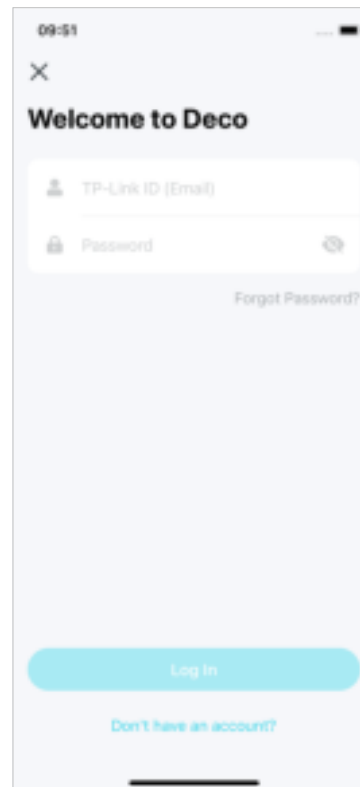 09:51
Welcome to Deco
TP-Link ID (Email)
Password
Forgot Password?
Log In
Don't have an account?